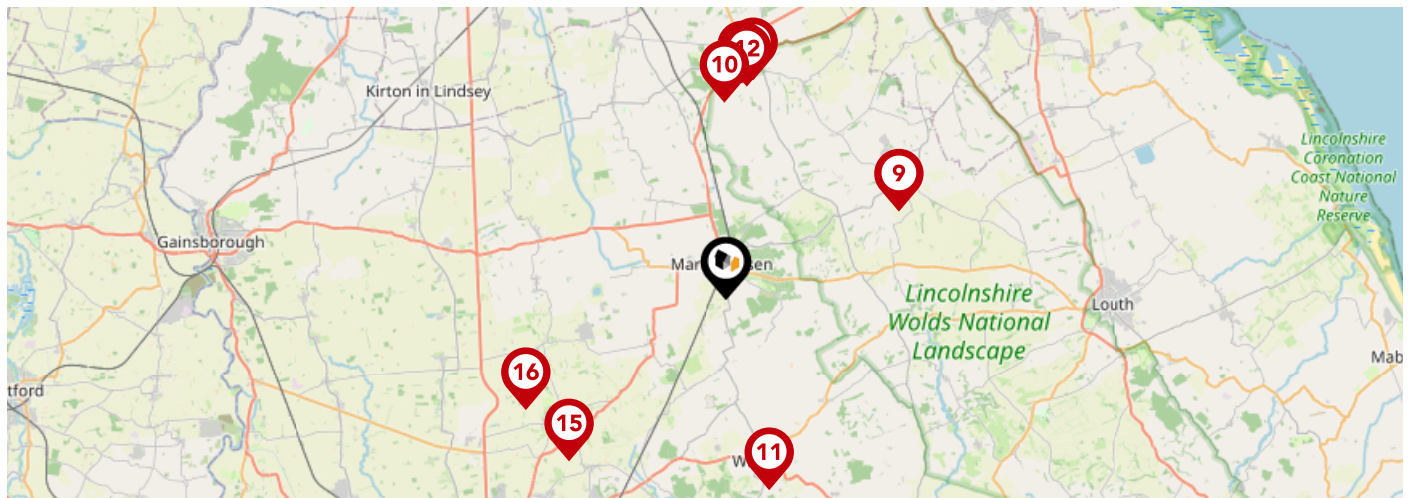 12
10
Kirton in Lindsey
Lincolnshire
Coronation
Coast National
Nature
Reserve
9
Gainsborough
Lincolnshire
Wolds National
Landscape
Louth
16
tford
15
11